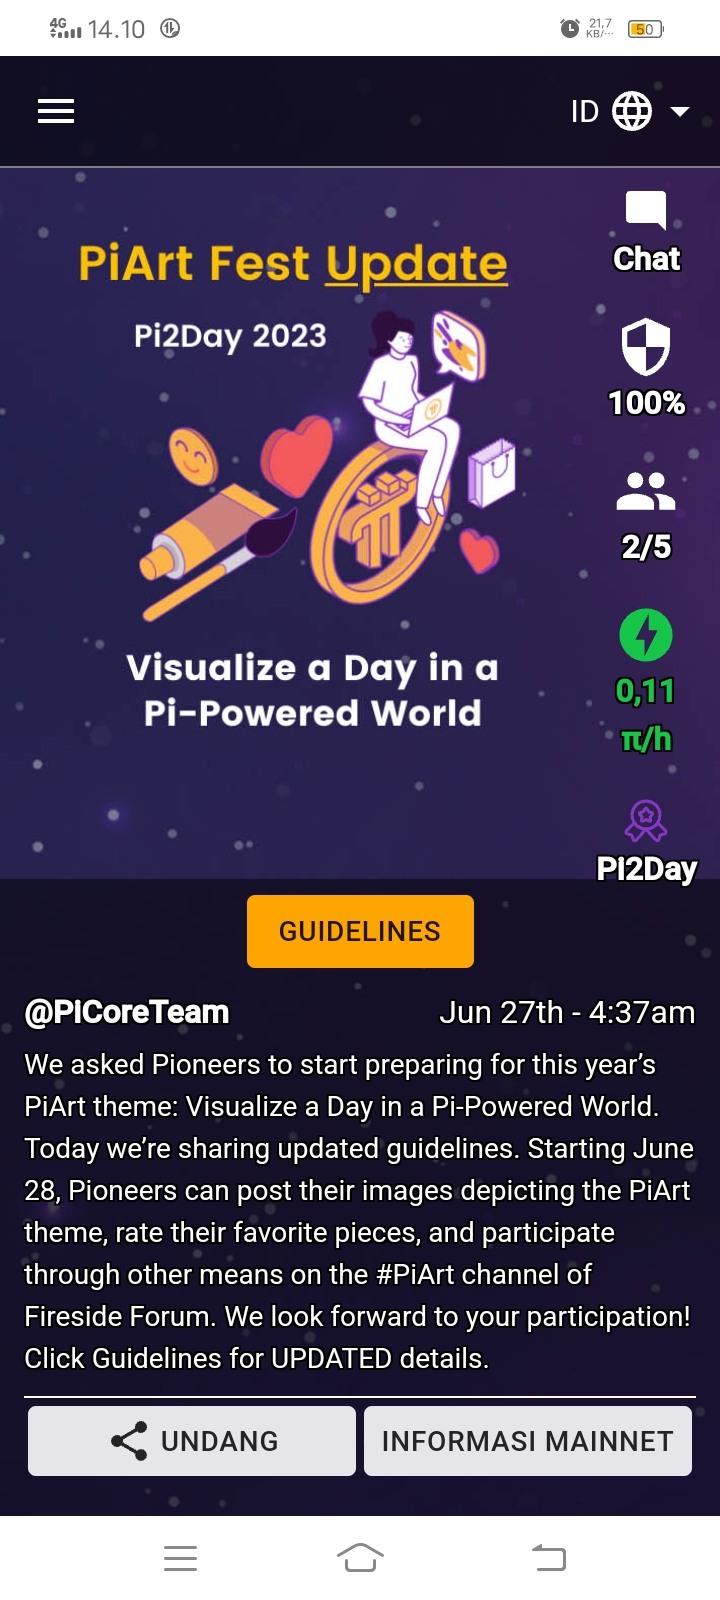 4G 14.10 21,7 KB/... 50
ID
PiArt Fest Update
Pi2Day 2023
Visualize a Day in a
Pi-Powered World
Chat
100%
2/5
0,11
π/h
Pi2Day
GUIDELINES
@PiCoreTeam Jun 27th - 4:37am
We asked Pioneers to start preparing for this year’s
PiArt theme: Visualize a Day in a Pi-Powered World.
Today we’re sharing updated guidelines. Starting June
28, Pioneers can post their images depicting the PiArt
theme, rate their favorite pieces, and participate
through other means on the #PiArt channel of
Fireside Forum. We look forward to your participation!
Click Guidelines for UPDATED details.
UNDANG INFORMASI MAINNET